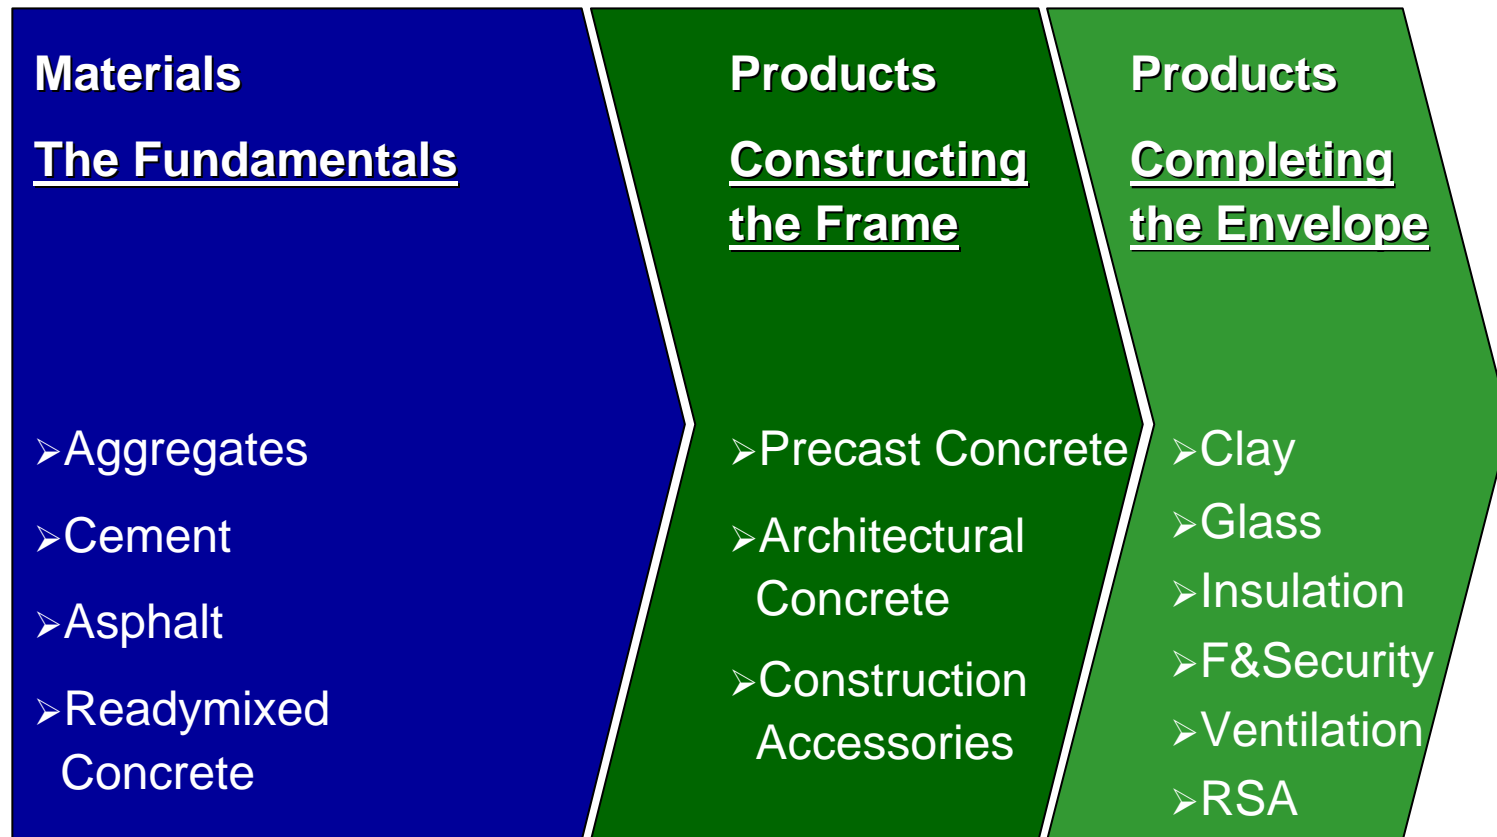 Materials
The Fundamentals
➢Aggregates
➢Cement
➢Asphalt
➢Readymixed
Concrete
Products
Constructing
the Frame
➢Precast Concrete
➢Architectural
Concrete
➢Construction
Accessories
Products
Completing
the Envelope
➢Clay
➢Glass
➢Insulation
➢F&Security
➢Ventilation
➢RSA